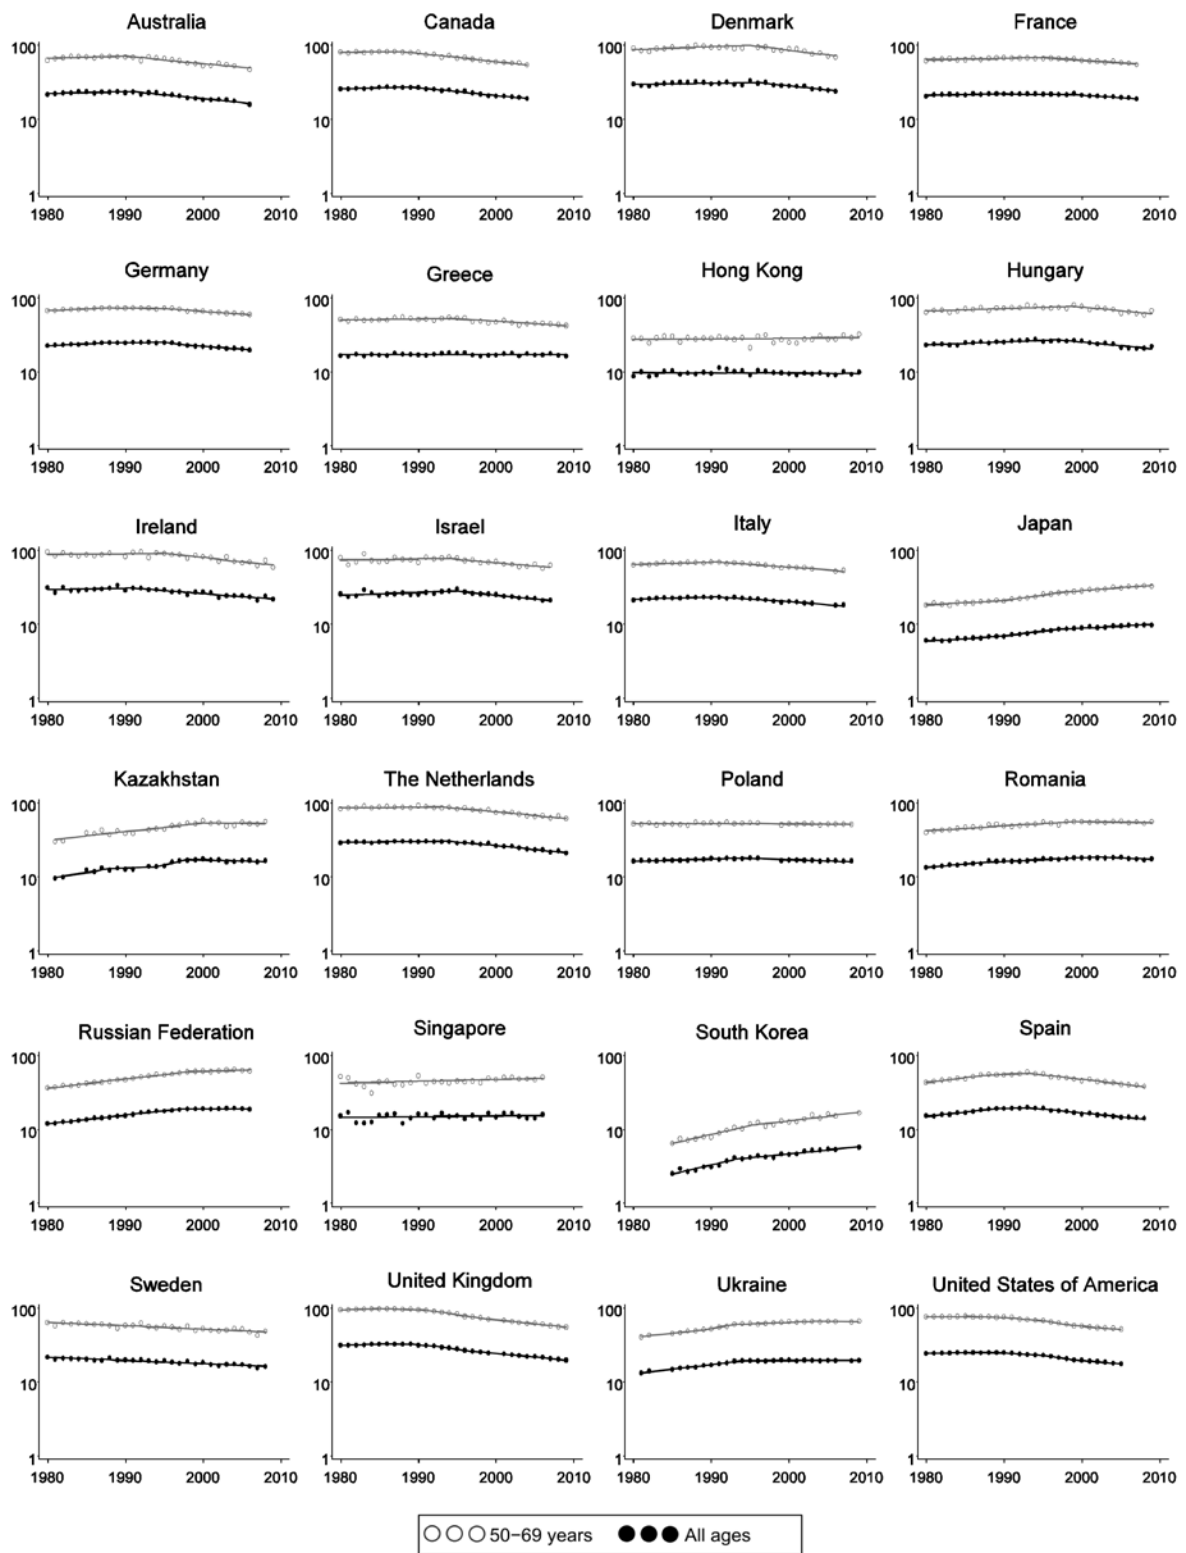 Australia Canada Denmark France
100 100 100 100
10 10 10 10
1 1 1 1
1980 1990 2000 2010 1980 1990 2000 2010 1980 1990 2000 2010 1980 1990 2000 2010
Germany Greece Hong Kong Hungary
100 100 100 100
10 10 10 10
1 1 1 1
1980 1990 2000 2010 1980 1990 2000 2010 1980 1990 2000 2010 1980 1990 2000 2010
Ireland Israel Italy Japan
100 100 100 100
10 10 10 10
1 1 1 1
1980 1990 2000 2010 1980 1990 2000 2010 1980 1990 2000 2010 1980 1990 2000 2010
Kazakhstan The Netherlands Poland Romania
100 100 100 100
10 10 10 10
1 1 1 1
1980 1990 2000 2010 1980 1990 2000 2010 1980 1990 2000 2010 1980 1990 2000 2010
Russian Federation Singapore South Korea Spain
100 100 100 100
10 10 10 10
1 1 1 1
1980 1990 2000 2010 1980 1990 2000 2010 1980 1990 2000 2010 1980 1990 2000 2010
Sweden United Kingdom Ukraine United States of America
100 100 100 100
10 10 10 10
1 1 1 1
1980 1990 2000 2010 1980 1990 2000 2010 1980 1990 2000 2010 1980 1990 2000 2010
50−69 years All ages